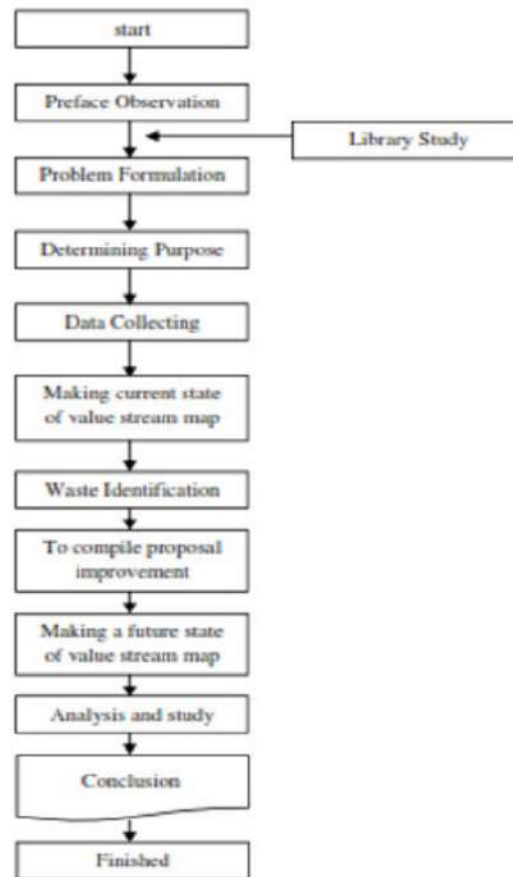 start
Preface Observation
Library Study
Problem Formulation
Determining Purpose
Data Collecting
Making current state
of value stream map
Waste Identification
To compile proposal
improvement
Making a future state
of value stream map
Analysis and study
Conclusion
Finished